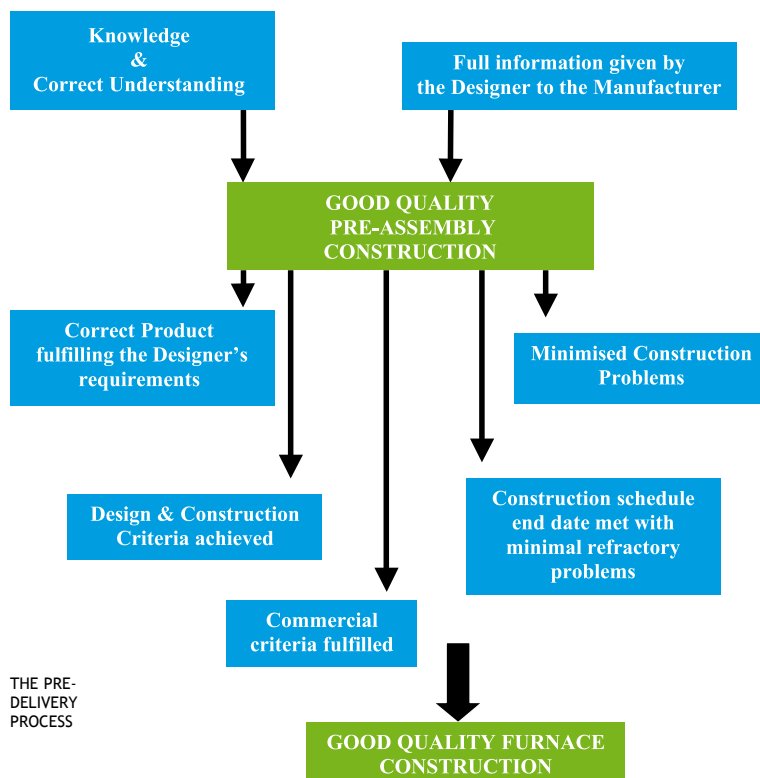 Knowledge
&
Correct Understanding
Full information given by
the Designer to the Manufacturer
GOOD QUALITY
PRE-ASSEMBLY
CONSTRUCTION
Correct Product
fulfilling the Designer’s
requirements
Minimised Construction
Problems
Design & Construction
Criteria achieved
Construction schedule
end date met with
minimal refractory
problems
Commercial
criteria fulfilled
THE PRE-
DELIVERY
PROCESS
GOOD QUALITY FURNACE
CONSTRUCTION